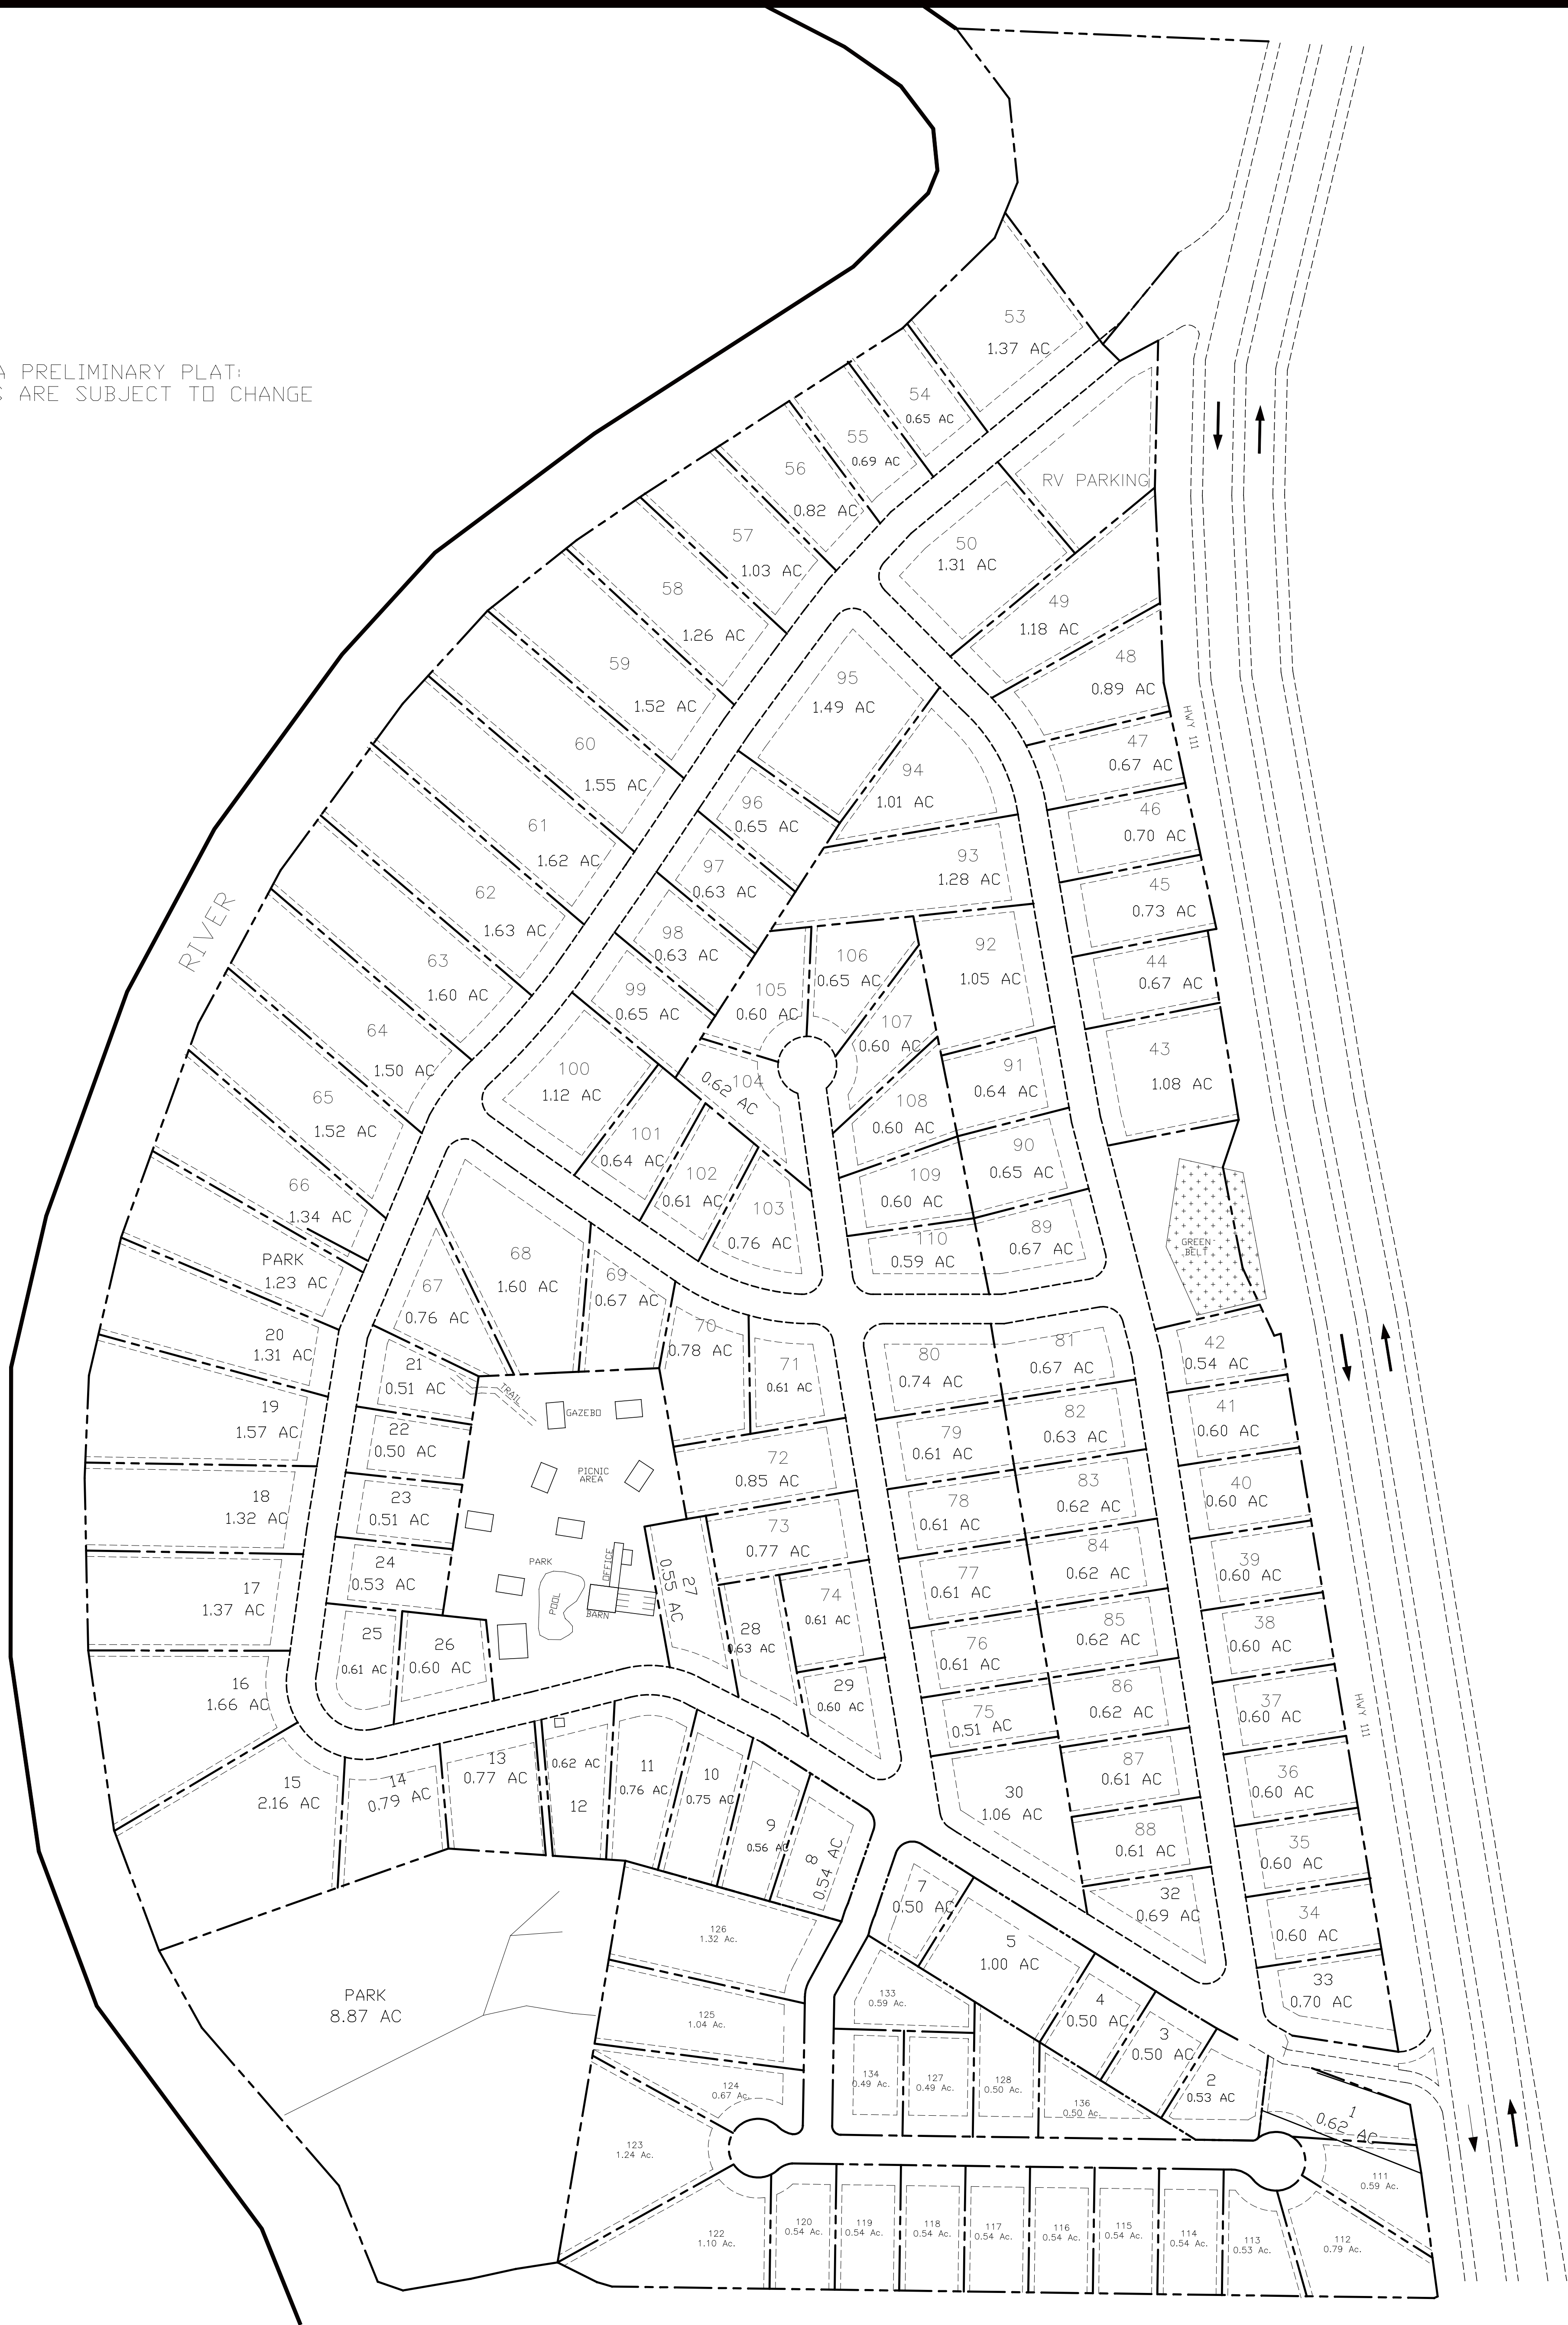 A PRELIMINARY PLAT:
S ARE SUBJECT TO CHANGE
53
1.37 AC
54
0.65 AC
55
0.69 AC
56
0.82 AC
57
1.03 AC
58
1.26 AC
59
1.52 AC
60
1.55 AC
61
1.62 AC
62
1.63 AC
63
1.60 AC
64
1.50 AC
65
1.52 AC
66
1.34 AC
PARK
1.23 AC
20
1.31 AC
19
1.57 AC
18
1.32 AC
17
1.37 AC
16
1.66 AC
15
2.16 AC
14
0.79 AC
13
0.77 AC
0.62 AC
12
11
0.76 AC
10
0.75 AC
9
0.56 AC
8
0.54 AC
RIVER
RV PARKING
50
1.31 AC
49
1.18 AC
48
0.89 AC
HWY 111
47
0.67 AC
46
0.70 AC
45
0.73 AC
44
0.67 AC
43
1.08 AC
GREEN
BELT
42
0.54 AC
41
0.60 AC
40
0.60 AC
39
0.60 AC
38
0.60 AC
37
0.60 AC
HWY 111
36
0.60 AC
35
0.60 AC
34
0.60 AC
33
0.70 AC
95
1.49 AC
94
1.01 AC
96
0.65 AC
97
0.63 AC
98
0.63 AC
99
0.65 AC
100
1.12 AC
101
0.64 AC
102
0.61 AC
103
0.76 AC
104
0.62 AC
105
0.60 AC
106
0.65 AC
107
0.60 AC
108
0.60 AC
109
0.60 AC
110
0.59 AC
93
1.28 AC
92
1.05 AC
91
0.64 AC
90
0.65 AC
89
0.67 AC
67
0.76 AC
68
1.60 AC
69
0.67 AC
70
0.78 AC
71
0.61 AC
72
0.85 AC
73
0.77 AC
74
0.61 AC
21
0.51 AC
22
0.50 AC
23
0.51 AC
24
0.53 AC
25
0.61 AC
26
0.60 AC
TRAIL
GAZEBO
PICNIC
AREA
PARK
POOL
OFFICE
BARN
27
0.55 AC
28
0.63 AC
29
0.60 AC
80
0.74 AC
79
0.61 AC
78
0.61 AC
77
0.61 AC
76
0.61 AC
75
0.51 AC
30
1.06 AC
81
0.67 AC
82
0.63 AC
83
0.62 AC
84
0.62 AC
85
0.62 AC
86
0.62 AC
87
0.61 AC
88
0.61 AC
32
0.69 AC
7
0.50 AC
5
1.00 AC
4
0.50 AC
3
0.50 AC
2
0.53 AC
1
0.62 AC
PARK
8.87 AC
126
1.32 Ac.
125
1.04 Ac.
124
0.67 Ac.
123
1.24 Ac.
122
1.10 Ac.
133
0.59 Ac.
134
0.49 Ac.
127
0.49 Ac.
128
0.50 Ac.
136
0.50 Ac.
120
0.54 Ac.
119
0.54 Ac.
118
0.54 Ac.
117
0.54 Ac.
116
0.54 Ac.
115
0.54 Ac.
114
0.54 Ac.
113
0.53 Ac.
112
0.79 Ac.
111
0.59 Ac.